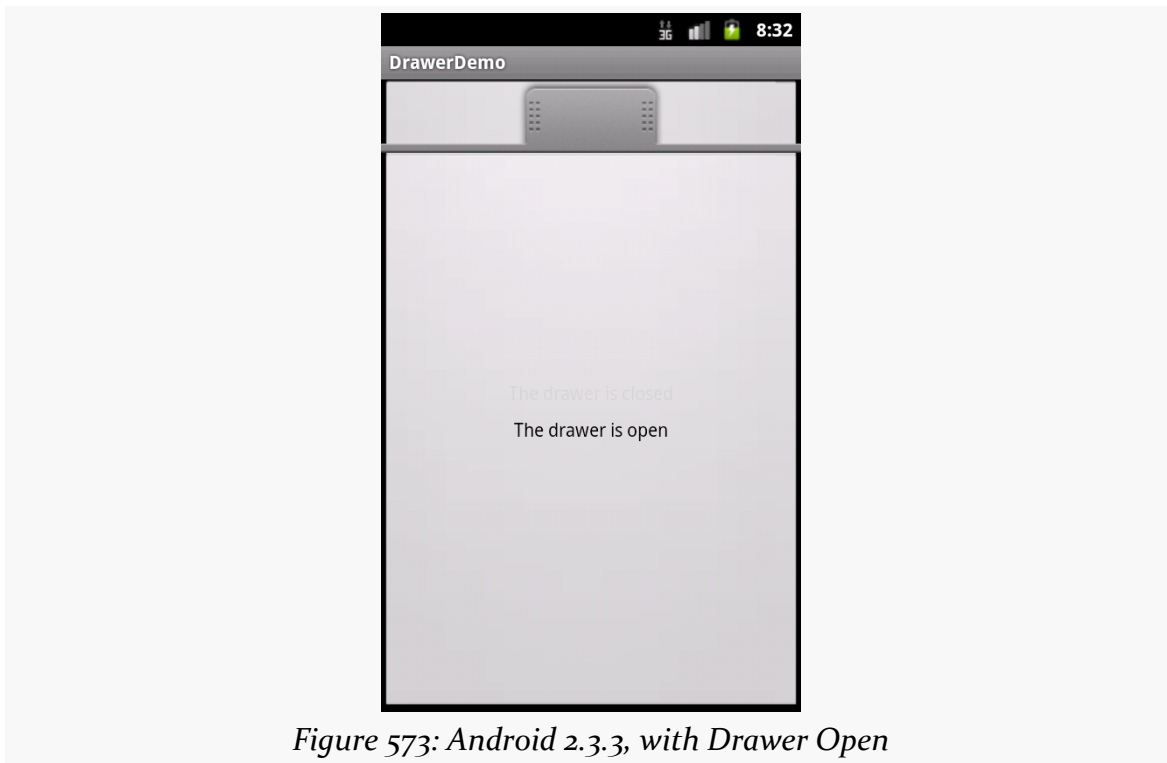 3G 8:32
DrawerDemo
The drawer is closed
The drawer is open
Figure 573: Android 2.3.3, with Drawer Open